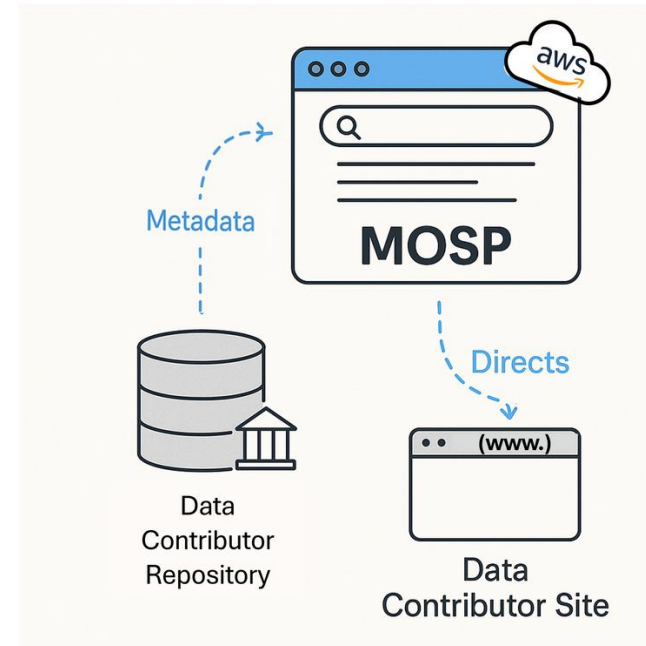 aws
MOSP
Metadata
Directs
(www.)
Data
Contributor
Repository
Data
Contributor Site